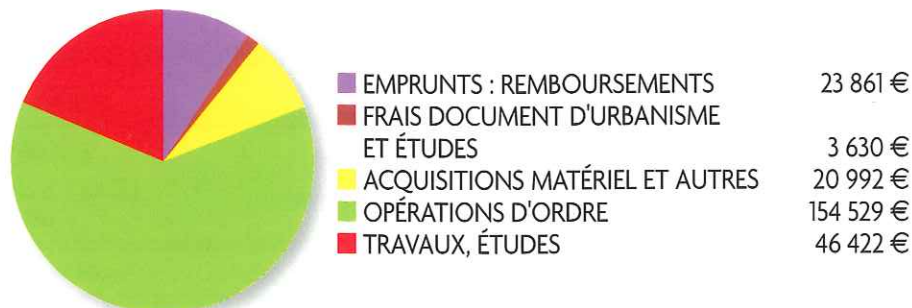 EMPRUNTS : REMBOURSEMENTS 23 861 €
FRAIS DOCUMENT D'URBANISME
ET ÉTUDES 3 630 €
ACQUISITIONS MATÉRIEL ET AUTRES 20 992 €
OPÉRATIONS D'ORDRE 154 529 €
TRAVAUX, ÉTUDES 46 422 €